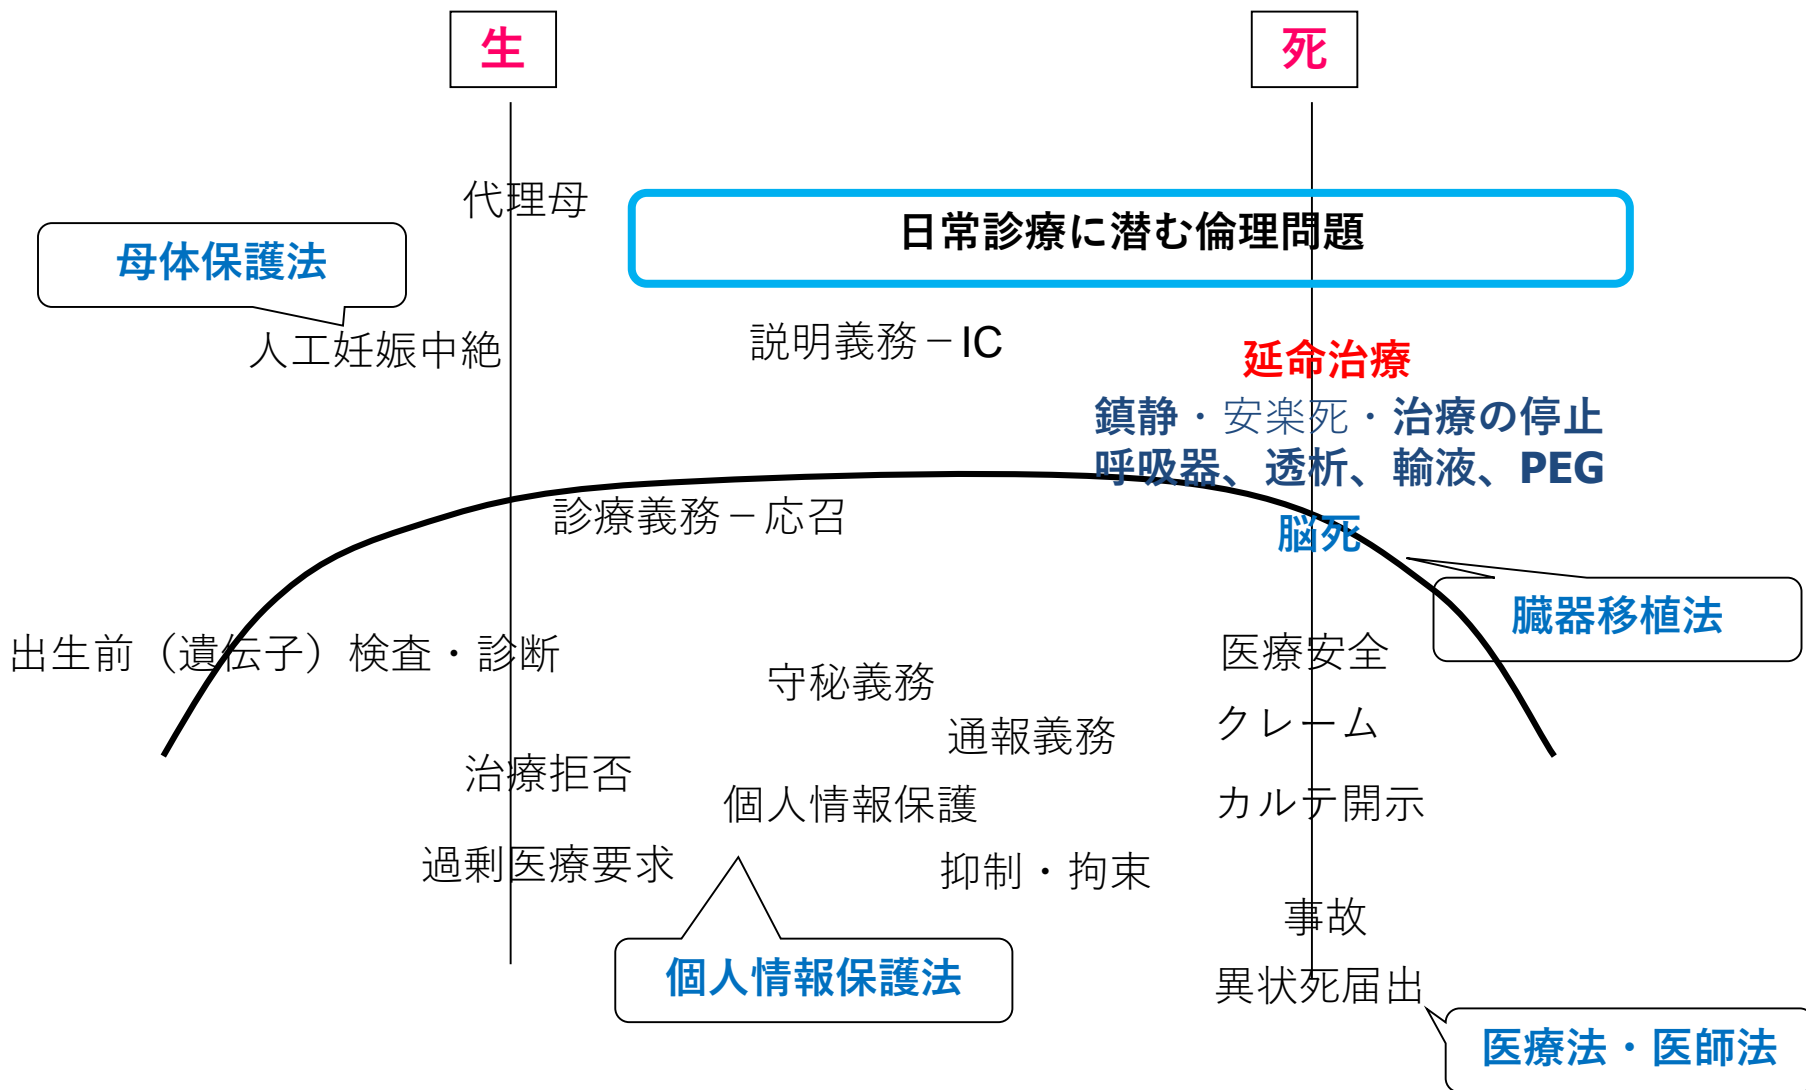 生
死
代理母
日常診療に潜む倫理問題
母体保護法
人工妊娠中絶
説明義務－IC
延命治療
鎮静・安楽死・治療の停止
呼吸器、透析、輸液、PEG
診療義務－応召
脳死
臓器移植法
出生前（遺伝子）検査・診断
医療安全
守秘義務
クレーム
通報義務
治療拒否
個人情報保護
カルテ開示
過剰医療要求
抑制・拘束
事故
個人情報保護法
異状死届出
医療法・医師法